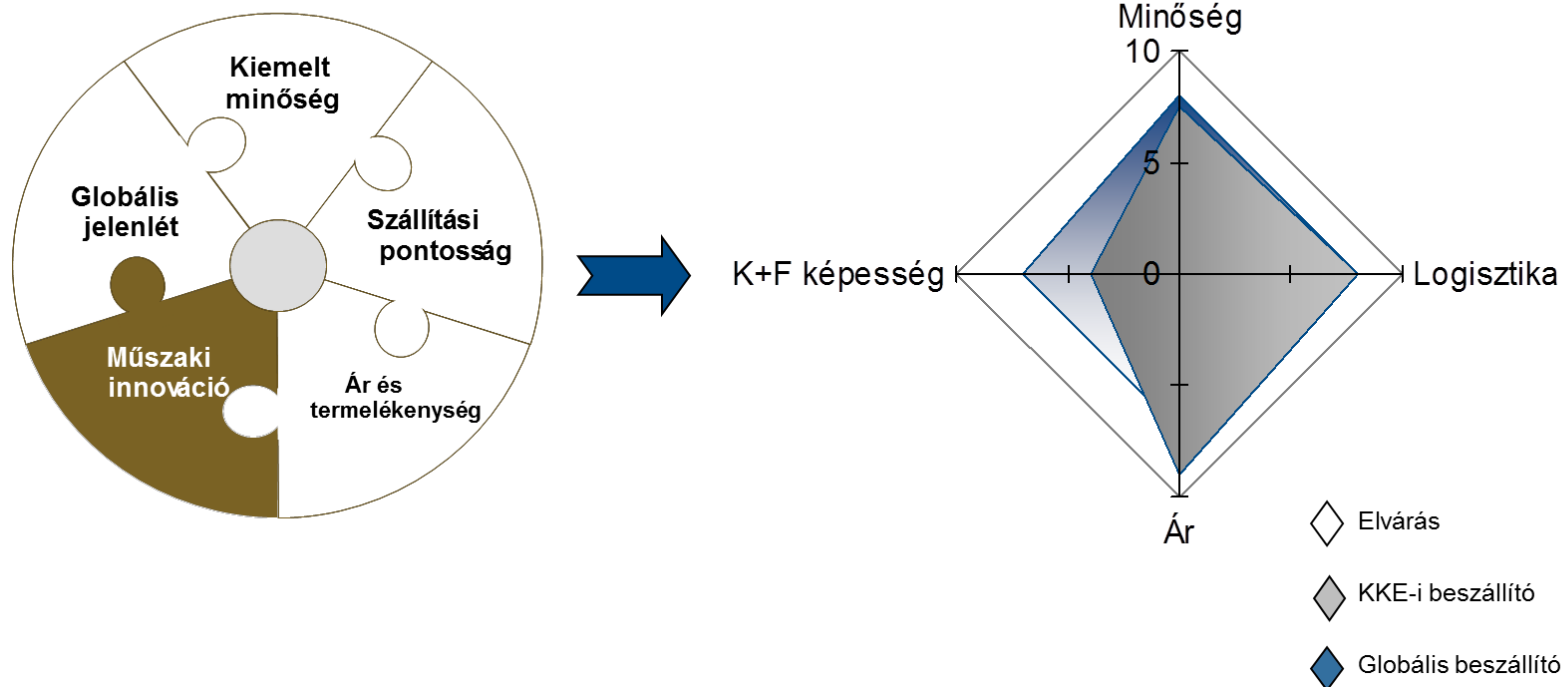 Kiemelt
minőség
Globális
jelenlét
Szállítási
pontosság
Műszaki
innováció
Ár és
termelékenység
Minőség
10
5
K+F képesség
0
Logisztika
Ár
Elvárás
KKE-i beszállító
Globális beszállító